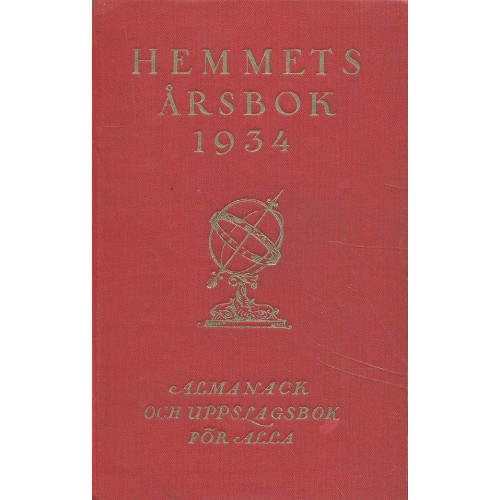 HEMMETS
ÅRSBOK
1934
ALMANACK
OCH UPPSLAGSBOK
FÖR ALLA